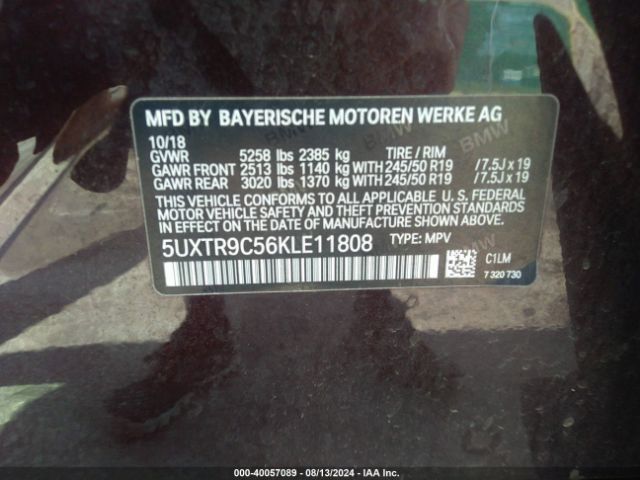 MFD BY BAYERISCHE MOTOREN WERKE AG
10/18
GVWR 5258 lbs 2385 kg TIRE / RIM
GAWR FRONT 2513 lbs 1140 kg WITH 245/50 R19 / 7.5J x 19
GAWR REAR 3020 lbs 1370 kg WITH 245/50 R19 / 7.5J x 19
THIS VEHICLE CONFORMS TO ALL APPLICABLE U. S. FEDERAL
MOTOR VEHICLE SAFETY AND THEFT PREVENTION STANDARDS
IN EFFECT ON THE DATE OF MANUFACTURE SHOWN ABOVE.
5UXTR9C56KLE11808 TYPE: MPV
C1LM
7 320 730
000-40057089 - 08/13/2024 - IAA Inc.